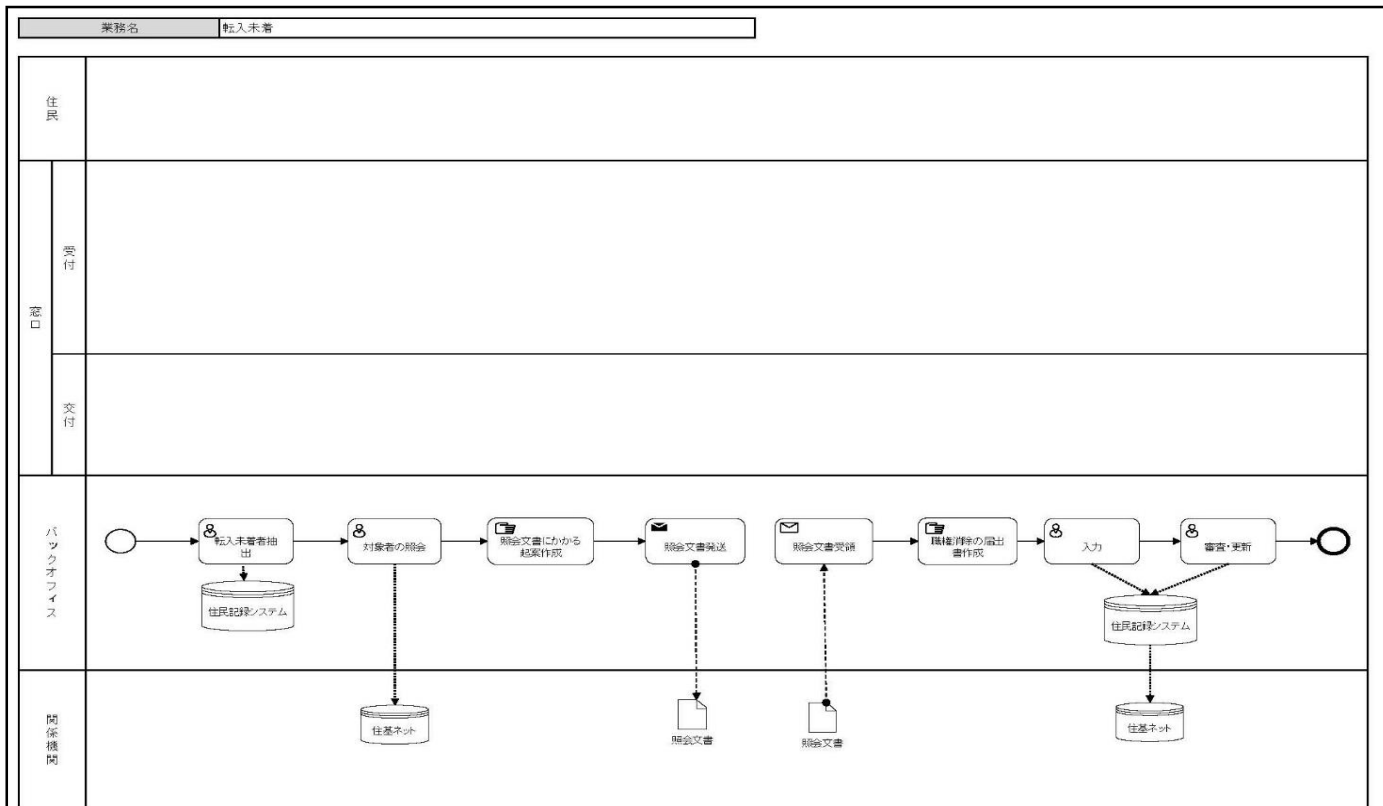 業務名
転入未着
住民
窓口
受付
交付
バックオフィス
転入未着者抽
出
対象者の照会
照会文書にかかる
起案作成
照会文書発送
照会文書受領
職権消除の届出
書作成
入力
審査・更新
住民記録システム
住民記録システム
関係機関
住基ネット
照会文書
照会文書
住基ネット